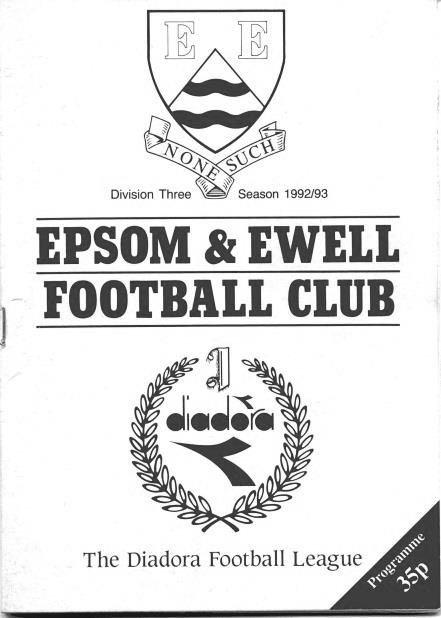 E E
NONE SUCH
Division Three Season 1992/93
EPSOM & EWELL
FOOTBALL CLUB
diadora
The Diadora Football League
Programme
35p